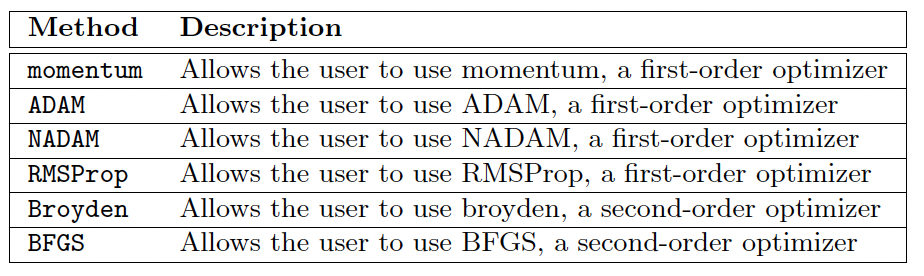 Method Description
momentum Allows the user to use momentum, a first-order optimizer
ADAM Allows the user to use ADAM, a first-order optimizer
NADAM Allows the user to use NADAM, a first-order optimizer
RMSProp Allows the user to use RMSProp, a first-order optimizer
Broyden Allows the user to use broyden, a second-order optimizer
BFGS Allows the user to use BFGS, a second-order optimizer